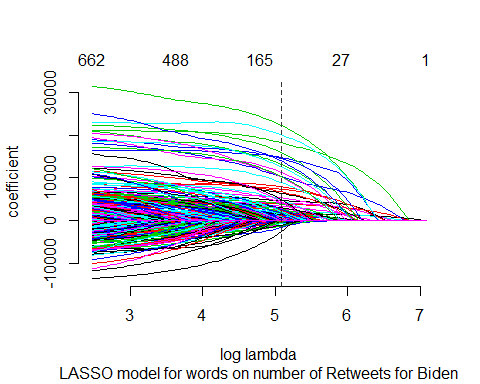 662 488 165 27 1
30000
10000
0
-10000
coefficient
3 4 5 6 7
log lambda
LASSO model for words on number of Retweets for Biden